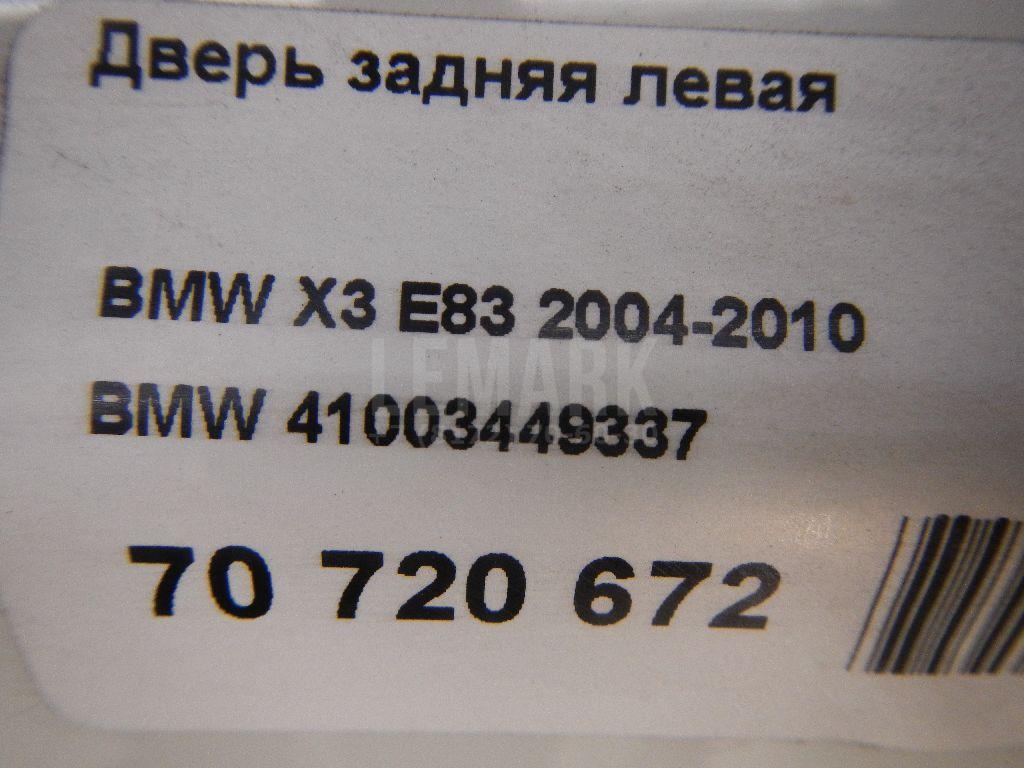 Дверь задняя левая
BMW X3 E83 2004-2010
LEMARK
BMW 41003449337
70 720 672